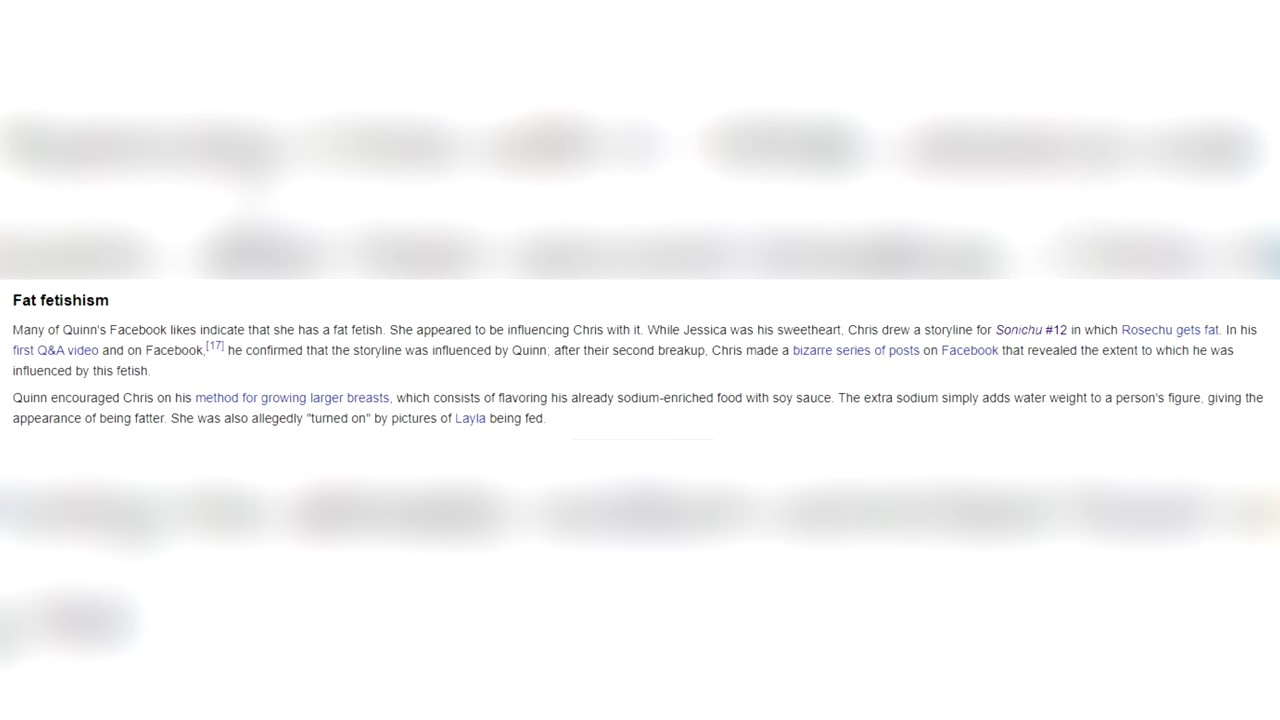 Fat fetishism
Many of Quinn's Facebook likes indicate that she has a fat fetish. She appeared to be influencing Chris with it. While Jessica was his sweetheart, Chris drew a storyline for Sonichu #12 in which Rosechu gets fat. In his
first Q&A video and on Facebook,[17] he confirmed that the storyline was influenced by Quinn; after their second breakup, Chris made a bizarre series of posts on Facebook that revealed the extent to which he was
influenced by this fetish.
Quinn encouraged Chris on his method for growing larger breasts, which consists of flavoring his already sodium-enriched food with soy sauce. The extra sodium simply adds water weight to a person's figure, giving the
appearance of being fatter. She was also allegedly "turned on" by pictures of Layla being fed.